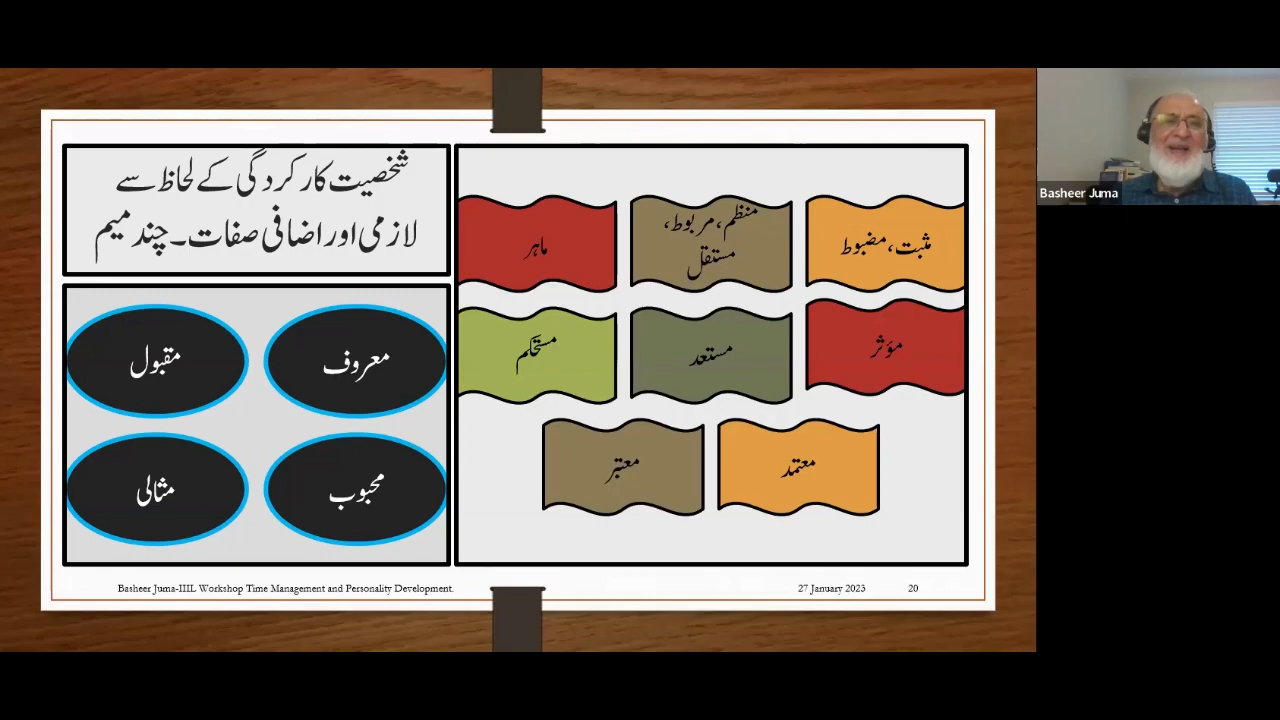 شخصیت کارکردگی کے لحاظ سے
لازمی اور اضافی صفات۔ چند میم
مثبت، مضبوط
منظم، مربوط،
مستقل
ماہر
مؤثر
مستعد
مستحکم
معتمد
معتبر
معروف
مقبول
محبوب
مثالی
Basheer Juma-IIIL Workshop Time Management and Personality Development.
27 January 2023
20
Basheer Juma